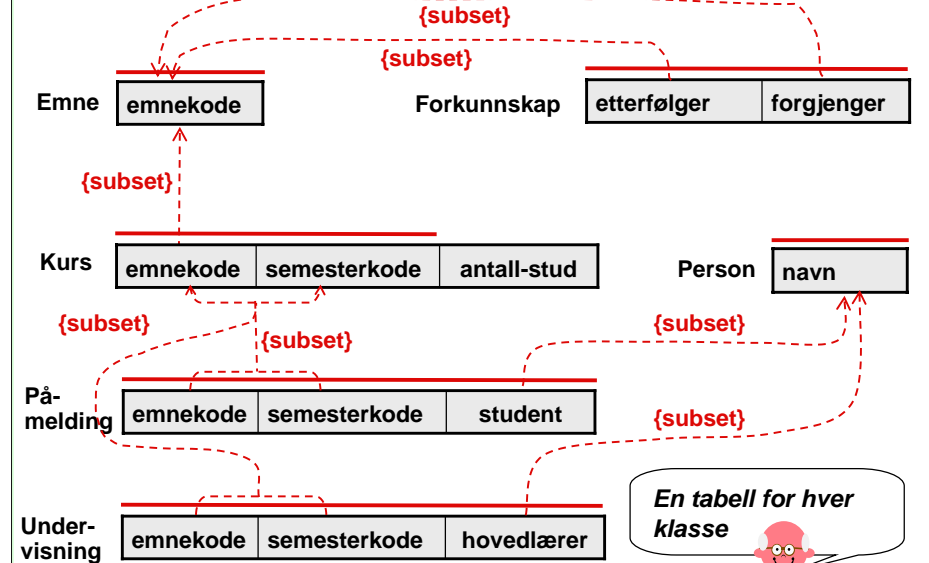 {subset}
{subset}
Emne
emnekode
Forkunnskap
etterfølger
forgjenger
{subset}
Kurs
emnekode
semesterkode
antall-stud
Person
navn
{subset}
{subset}
{subset}
På-
melding
emnekode
semesterkode
student
{subset}
En tabell for hver
klasse
Under-
visning
emnekode
semesterkode
hovedlærer